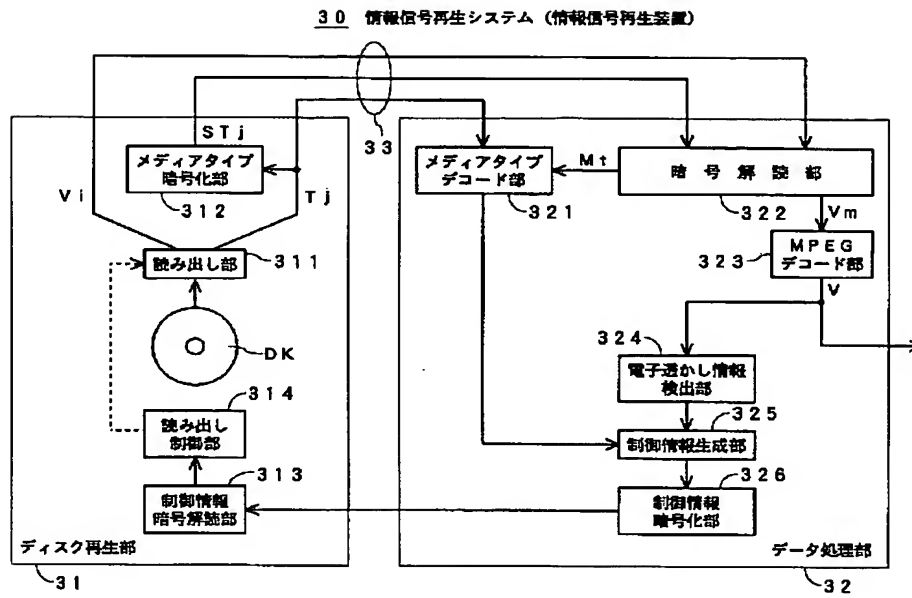 ３０ 情報信号再生システム（情報信号再生装置）
ＳＴｊ
３３
メディアタイプ
暗号化部
３１２
Ｖｉ
Ｔｊ
読み出し部
３１１
ＤＫ
３１４
読み出し
制御部
３１３
制御情報
暗号解読部
ディスク再生部
３１
メディアタイプ
デコード部
３２１
Ｍｔ
暗号解読部
３２２
Ｖｍ
３２３
ＭＰＥＧ
デコード部
Ｖ
３２４
電子透かし情報
検出部
３２５
制御情報生成部
３２６
制御情報
暗号化部
データ処理部
３２